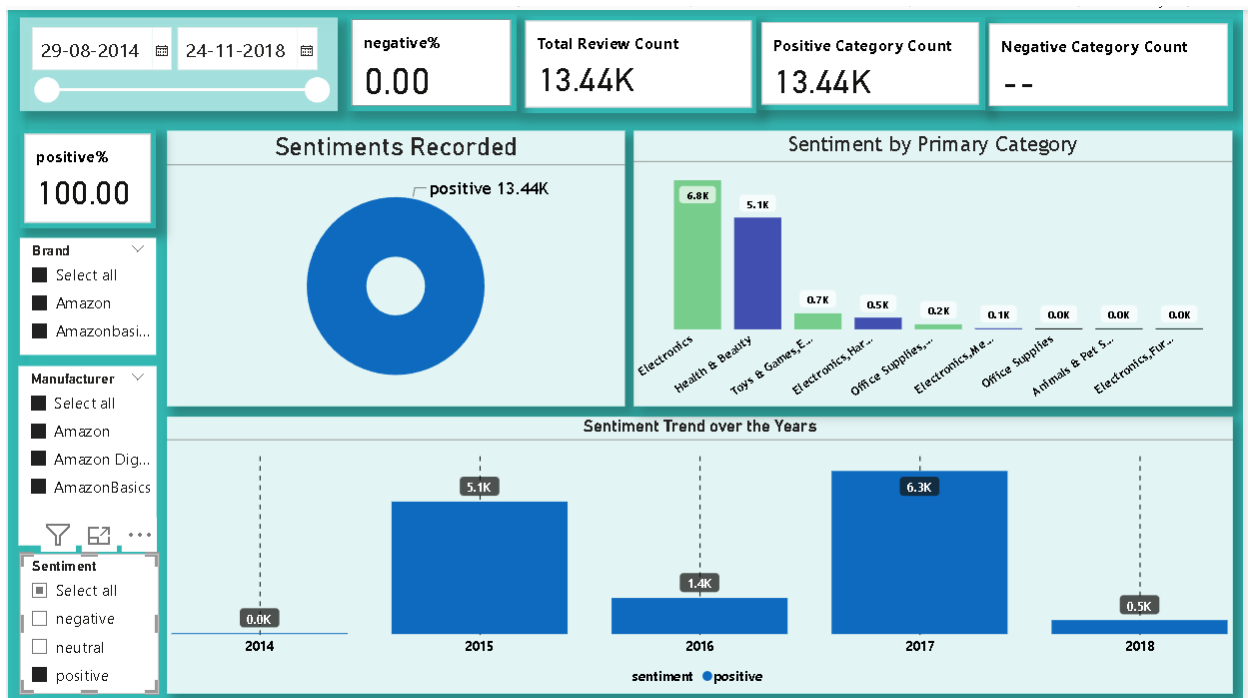 29-08-2014
24-11-2018
negative%
0.00
Total Review Count
13.44K
Positive Category Count
13.44K
Negative Category Count
--
positive%
100.00
Brand
Select all
Amazon
Amazonbasi...
Manufacturer
Select all
Amazon
Amazon Dig...
AmazonBasics
Sentiment
Select all
negative
neutral
positive
Sentiments Recorded
positive 13.44K
Sentiment by Primary Category
6.8K
5.1K
0.7K
0.5K
0.2K
0.1K
0.0K
0.0K
0.0K
Electronics
Health & Beauty
Toys & Games,E...
Electronics,Har...
Office Supplies,...
Electronics,Me...
Office Supplies
Animals & Pet S...
Electronics,Fur...
Sentiment Trend over the Years
0.0K
5.1K
1.4K
6.3K
0.5K
2014
2015
2016
2017
2018
sentiment
positive